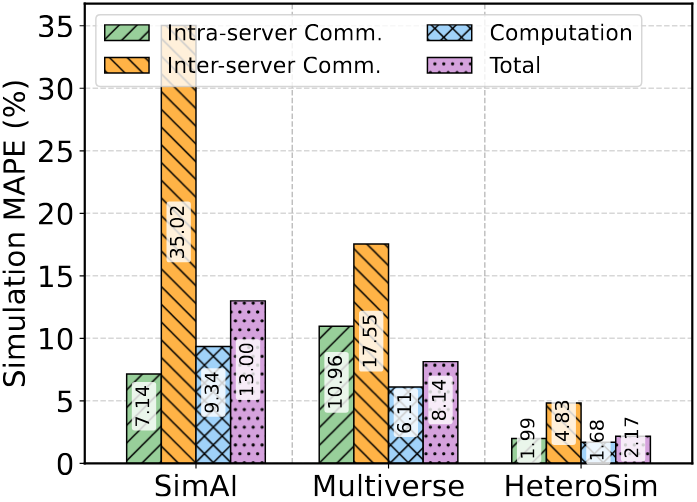 Simulation MAPE (%)
35
30
25
20
15
10
5
0
Intra-server Comm.
Inter-server Comm.
Computation
Total
7.14
35.02
9.34
13.00
10.96
17.55
6.11
8.14
1.99
4.83
1.68
2.17
SimAI
Multiverse
HeteroSim